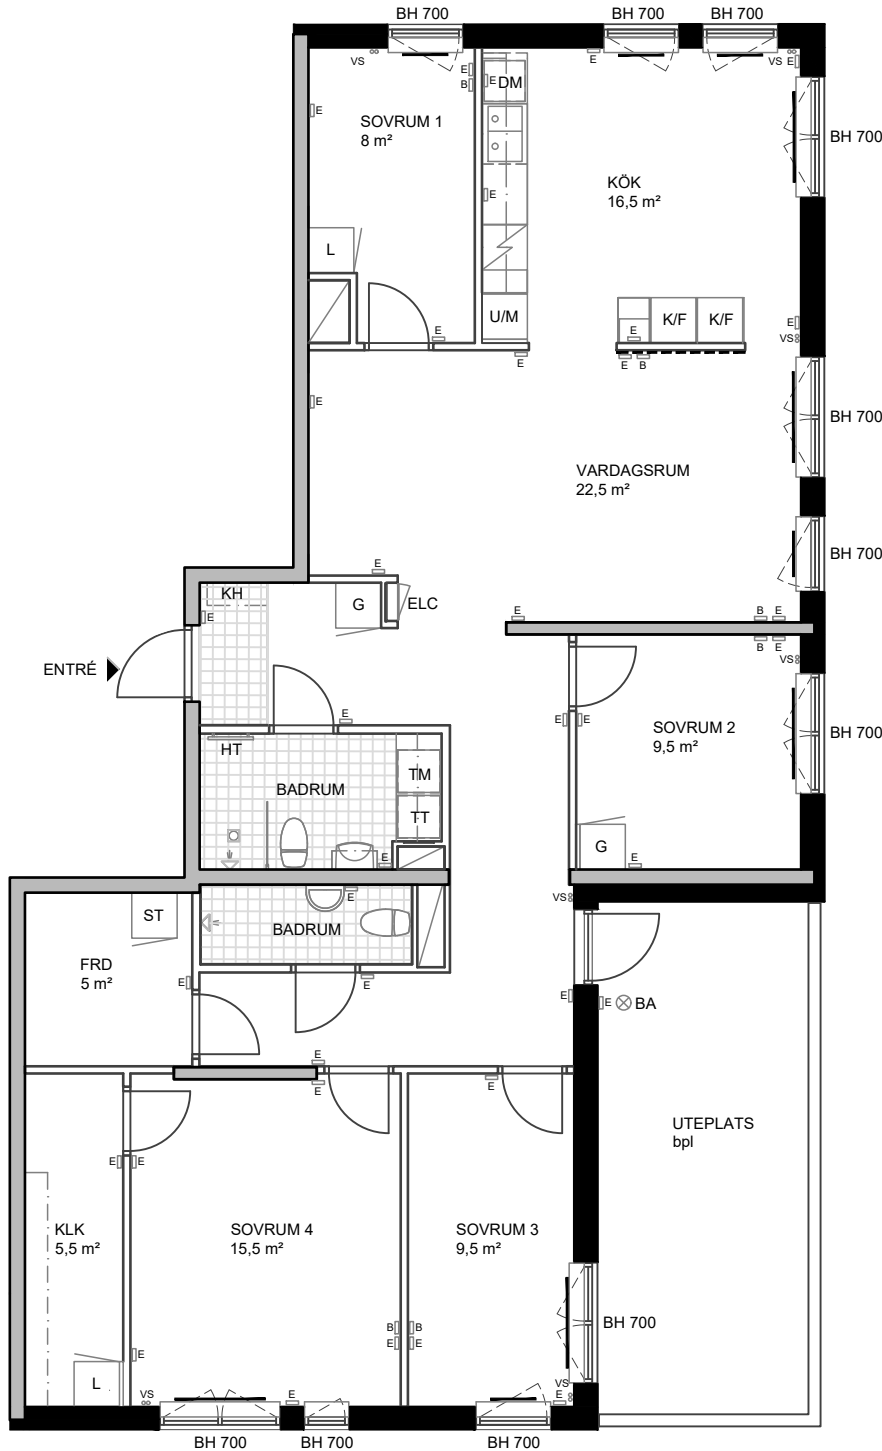 BH 700
BH 700
BH 700
VS
E
E
B
E
DM
E
VS
E
SOVRUM 1
8 m²
BH 700
KÖK
16,5 m²
E
L
U/M
E
E
K/F
K/F
E
VS
E
E
B
E
BH 700
VARDAGSRUM
22,5 m²
BH 700
E
KH
E
G
ELC
E
B
E
B
E
VS
ENTRÉ
E
E
E
SOVRUM 2
9,5 m²
BH 700
HT
BADRUM
TM
TT
E
G
E
E
VS
ST
BADRUM
FRD
5 m²
E
E
E
E
BA
E
E
E
UTEPLATS
bpl
E
E
KLK
5,5 m²
SOVRUM 4
15,5 m²
SOVRUM 3
9,5 m²
BH 700
B
B
E
E
E
L
VS
E
VS
E
BH 700
BH 700
BH 700